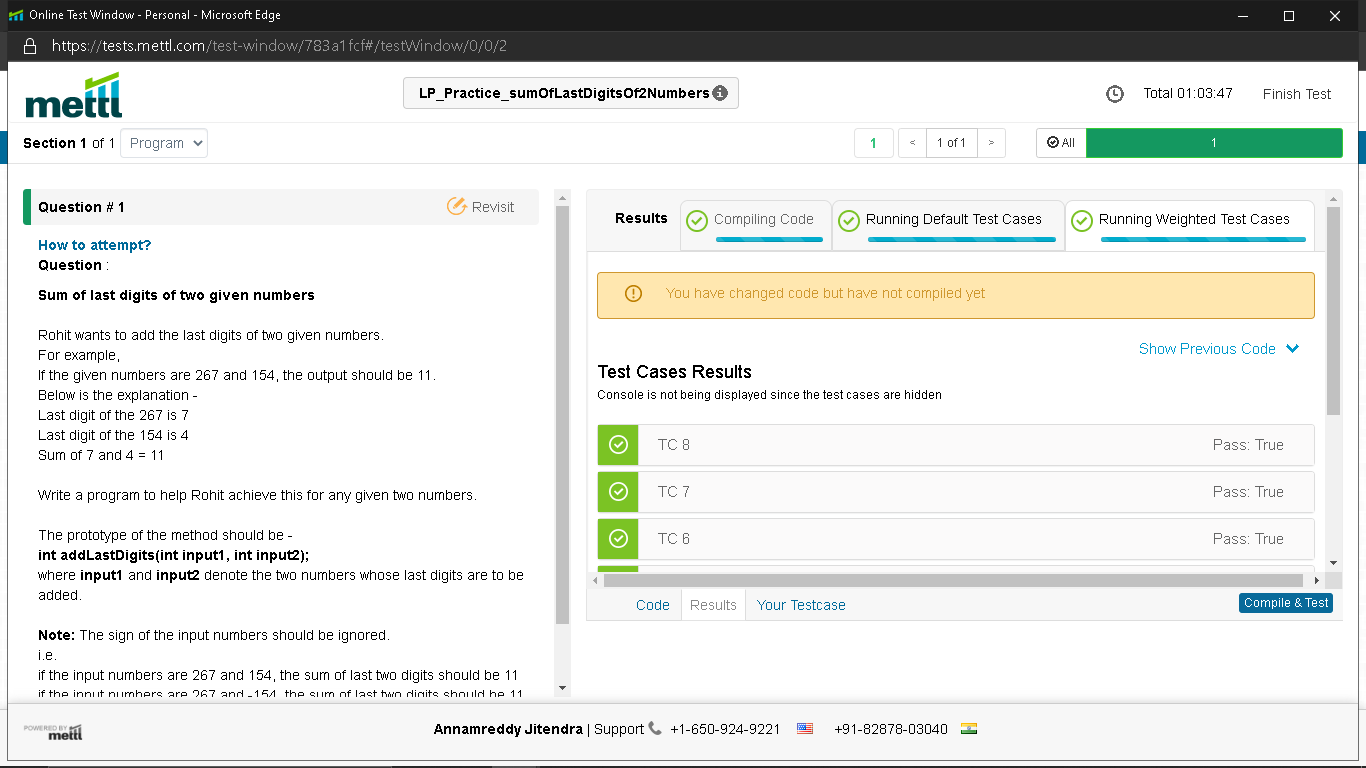 Online Test Window - Personal - Microsoft Edge
https://tests.mettl.com/test-window/783a1fcf#/testWindow/0/0/2
mettl
LP_Practice_sumOfLastDigitsOf2Numbers
Total 01:03:47
Finish Test
Section 1 of 1
Program
1
<
1 of 1
>
All
1
Question # 1
Revisit
How to attempt?
Question :
Sum of last digits of two given numbers
Rohit wants to add the last digits of two given numbers.
For example,
If the given numbers are 267 and 154, the output should be 11.
Below is the explanation -
Last digit of the 267 is 7
Last digit of the 154 is 4
Sum of 7 and 4 = 11
Write a program to help Rohit achieve this for any given two numbers.
The prototype of the method should be -
int addLastDigits(int input1, int input2);
where input1 and input2 denote the two numbers whose last digits are to be
added.
Note: The sign of the input numbers should be ignored.
i.e.
if the input numbers are 267 and 154, the sum of last two digits should be 11
if the input numbers are 267 and -154, the sum of last two digits should be 11
Results
Compiling Code
Running Default Test Cases
Running Weighted Test Cases
You have changed code but have not compiled yet
Show Previous Code
Test Cases Results
Console is not being displayed since the test cases are hidden
TC 8
Pass: True
TC 7
Pass: True
TC 6
Pass: True
Code
Results
Your Testcase
Compile & Test
POWERED BY
mettl
Annamreddy Jitendra | Support
+1-650-924-9221
+91-82878-03040